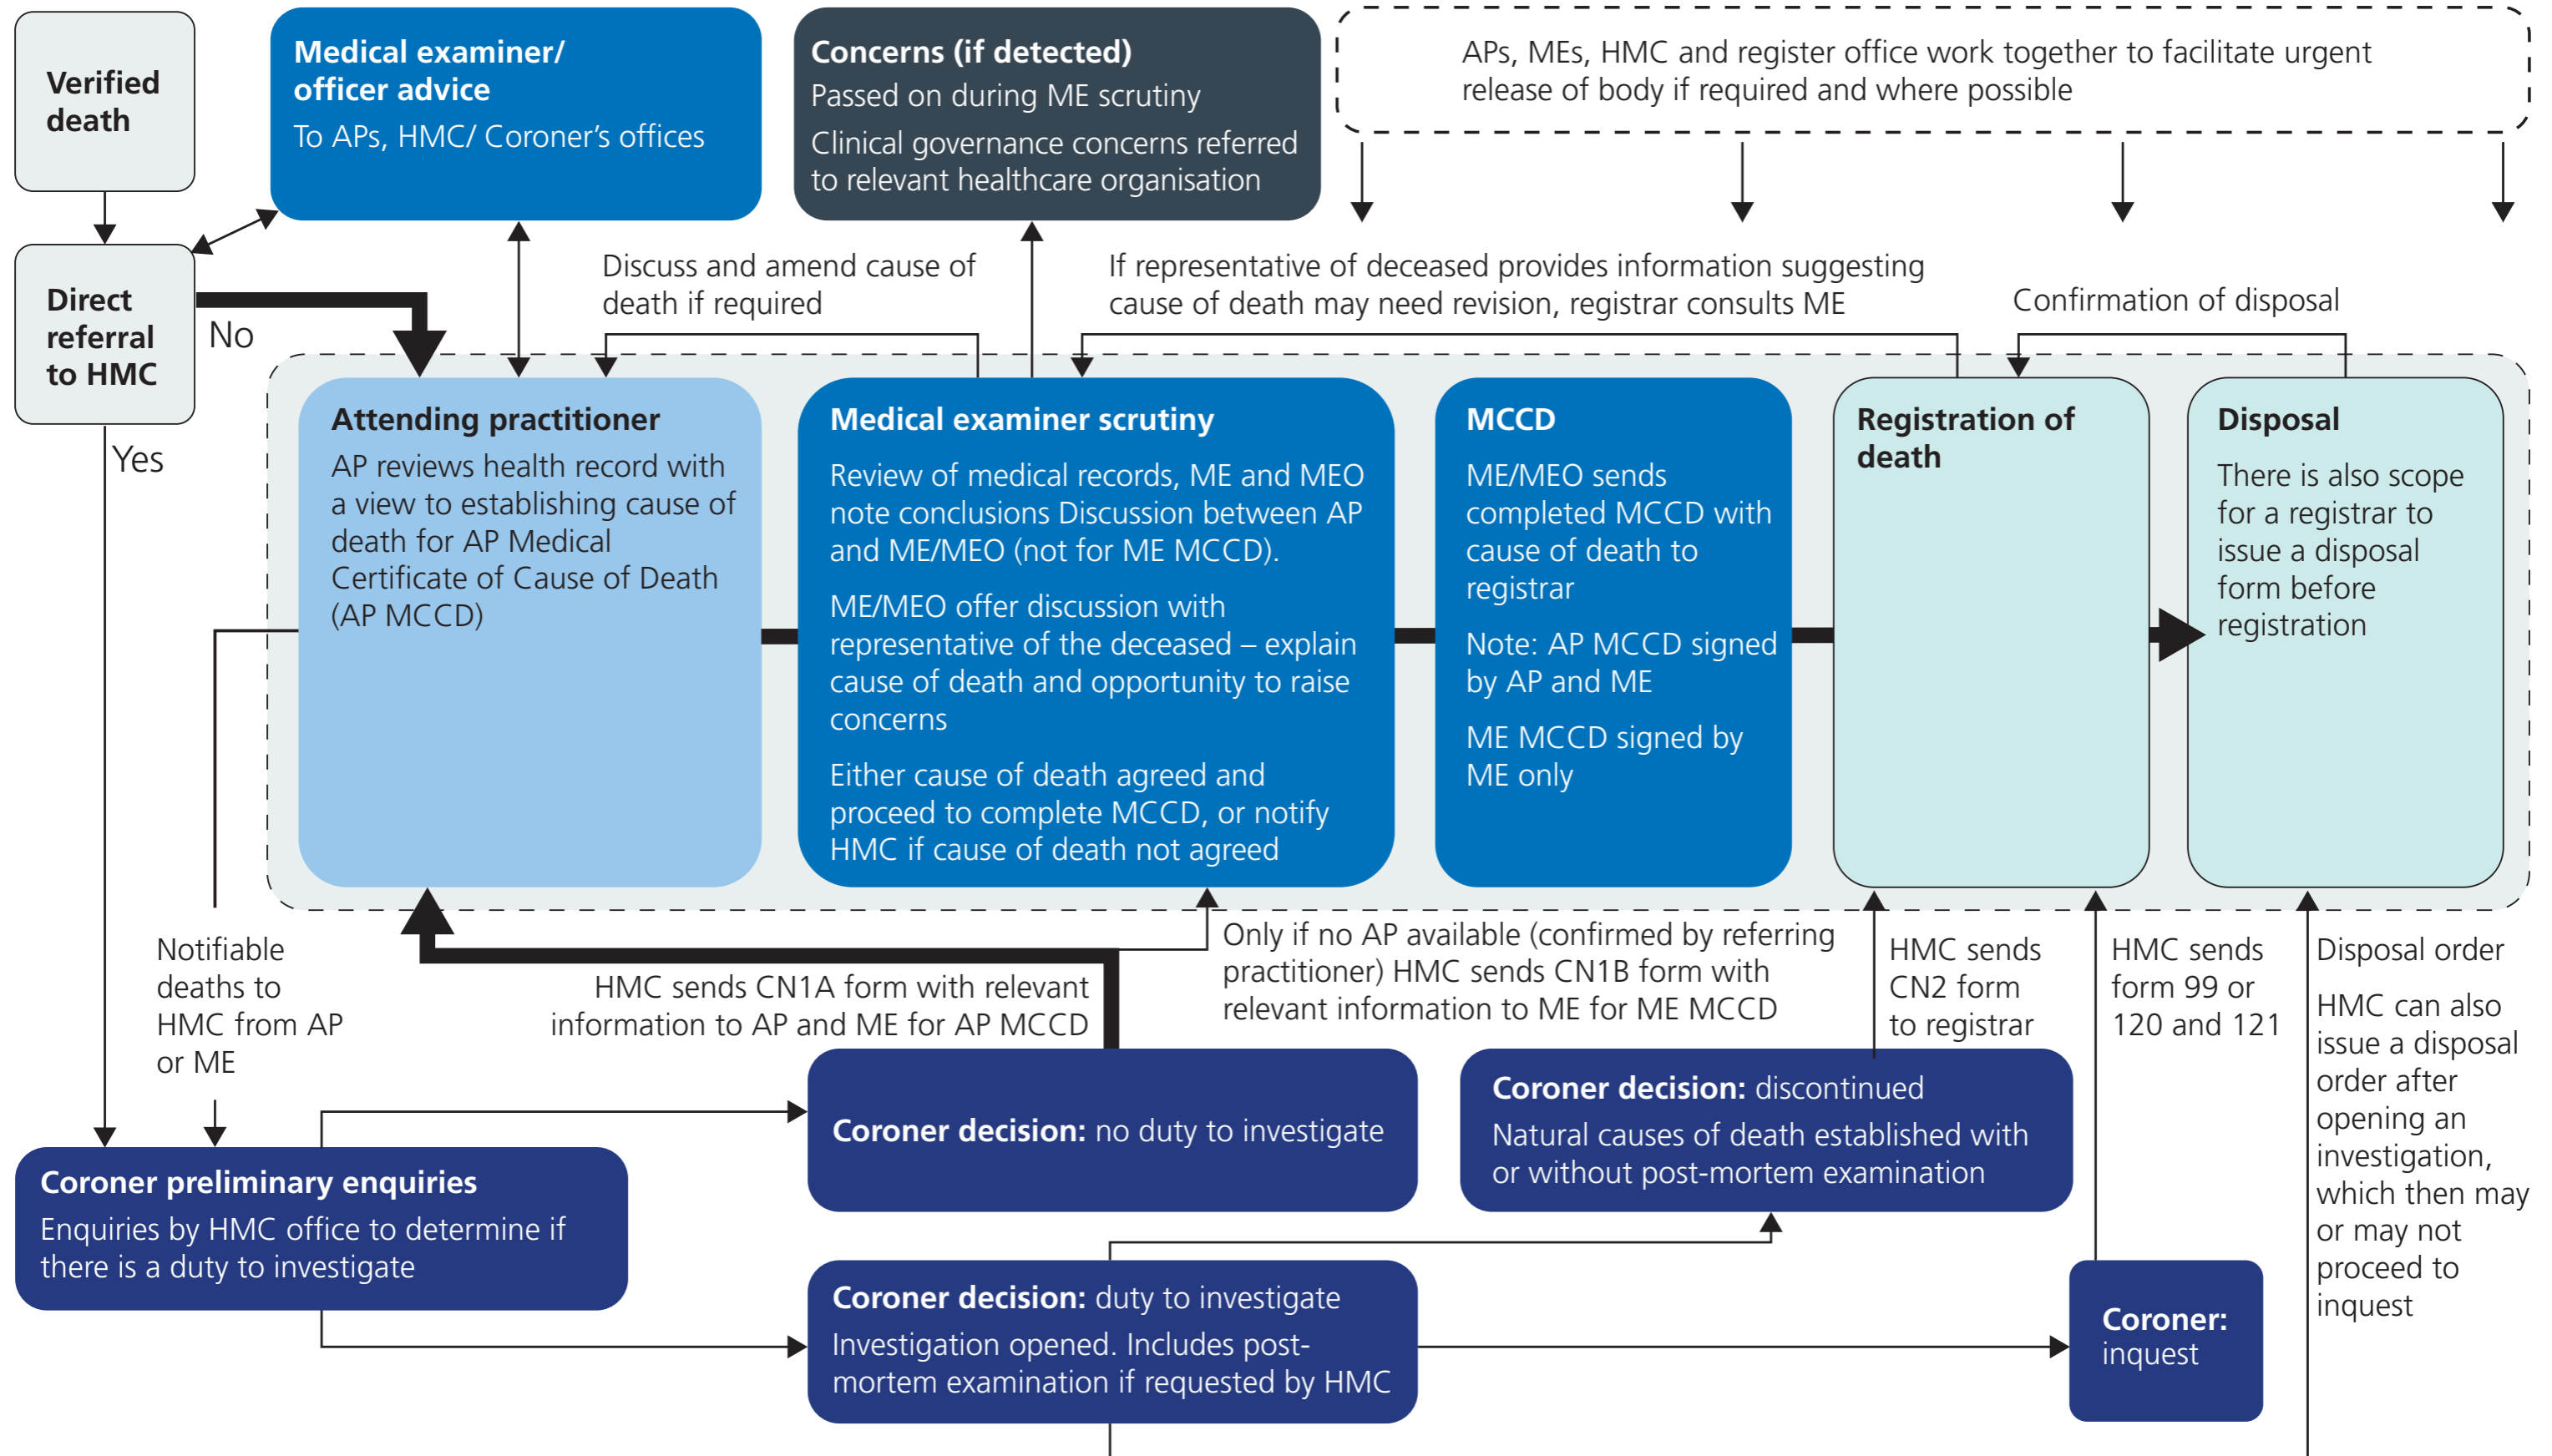 Verified
death
Medical examiner/
officer advice
To APs, HMC/ Coroner’s offices
Concerns (if detected)
Passed on during ME scrutiny
Clinical governance concerns referred
to relevant healthcare organisation
APs, MEs, HMC and register office work together to facilitate urgent
release of body if required and where possible
Direct
referral
to HMC
No
Yes
Discuss and amend cause of
death if required
If representative of deceased provides information suggesting
cause of death may need revision, registrar consults ME
Confirmation of disposal
Attending practitioner
AP reviews health record with
a view to establishing cause of
death for AP Medical
Certificate of Cause of Death
(AP MCCD)
Medical examiner scrutiny
Review of medical records, ME and MEO
note conclusions Discussion between AP
and ME/MEO (not for ME MCCD).
ME/MEO offer discussion with
representative of the deceased – explain
cause of death and opportunity to raise
concerns
Either cause of death agreed and
proceed to complete MCCD, or notify
HMC if cause of death not agreed
MCCD
ME/MEO sends
completed MCCD with
cause of death to
registrar
Note: AP MCCD signed
by AP and ME
ME MCCD signed by
ME only
Registration of
death
Disposal
There is also scope
for a registrar to
issue a disposal
form before
registration
Notifiable
deaths to
HMC from AP
or ME
HMC sends CN1A form with relevant
information to AP and ME for AP MCCD
Only if no AP available (confirmed by referring
practitioner) HMC sends CN1B form with
relevant information to ME for ME MCCD
HMC sends
CN2 form
to registrar
HMC sends
form 99 or
120 and 121
Disposal order
HMC can also
issue a disposal
order after
opening an
investigation,
which then may
or may not
proceed to
inquest
Coroner preliminary enquiries
Enquiries by HMC office to determine if
there is a duty to investigate
Coroner decision: no duty to investigate
Coroner decision: discontinued
Natural causes of death established with
or without post-mortem examination
Coroner decision: duty to investigate
Investigation opened. Includes post-
mortem examination if requested by HMC
Coroner:
inquest